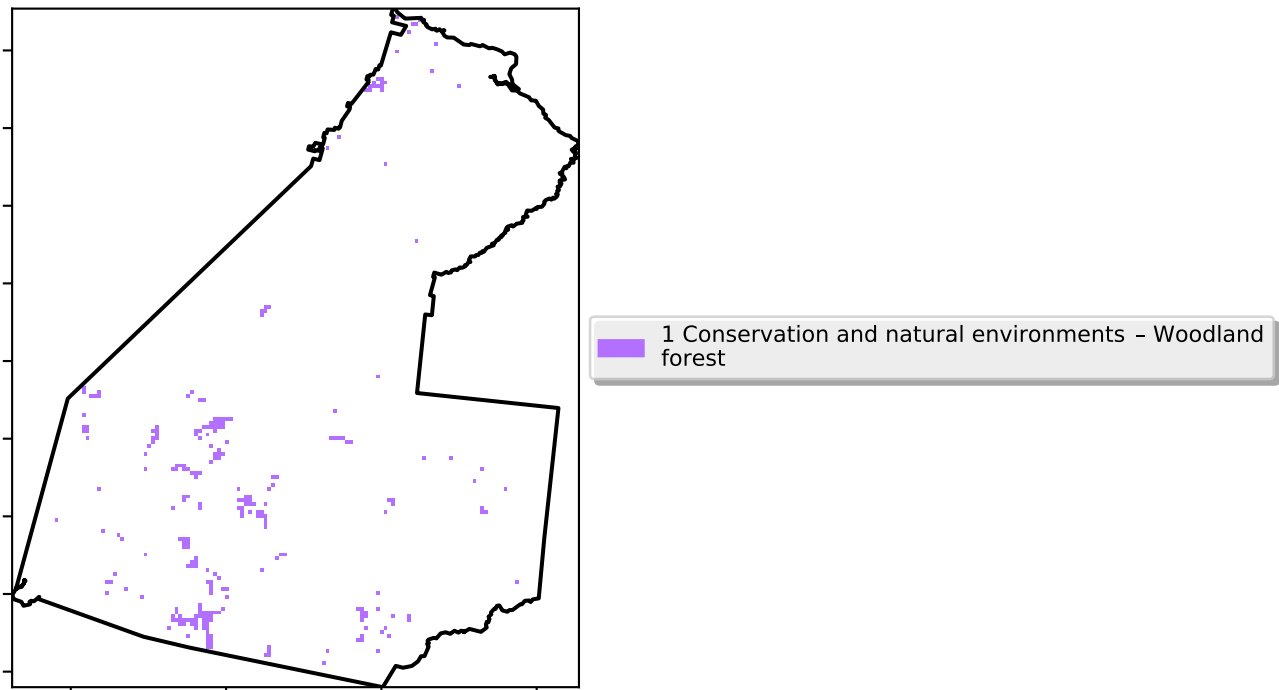 1 Conservation and natural environments – Woodland
forest